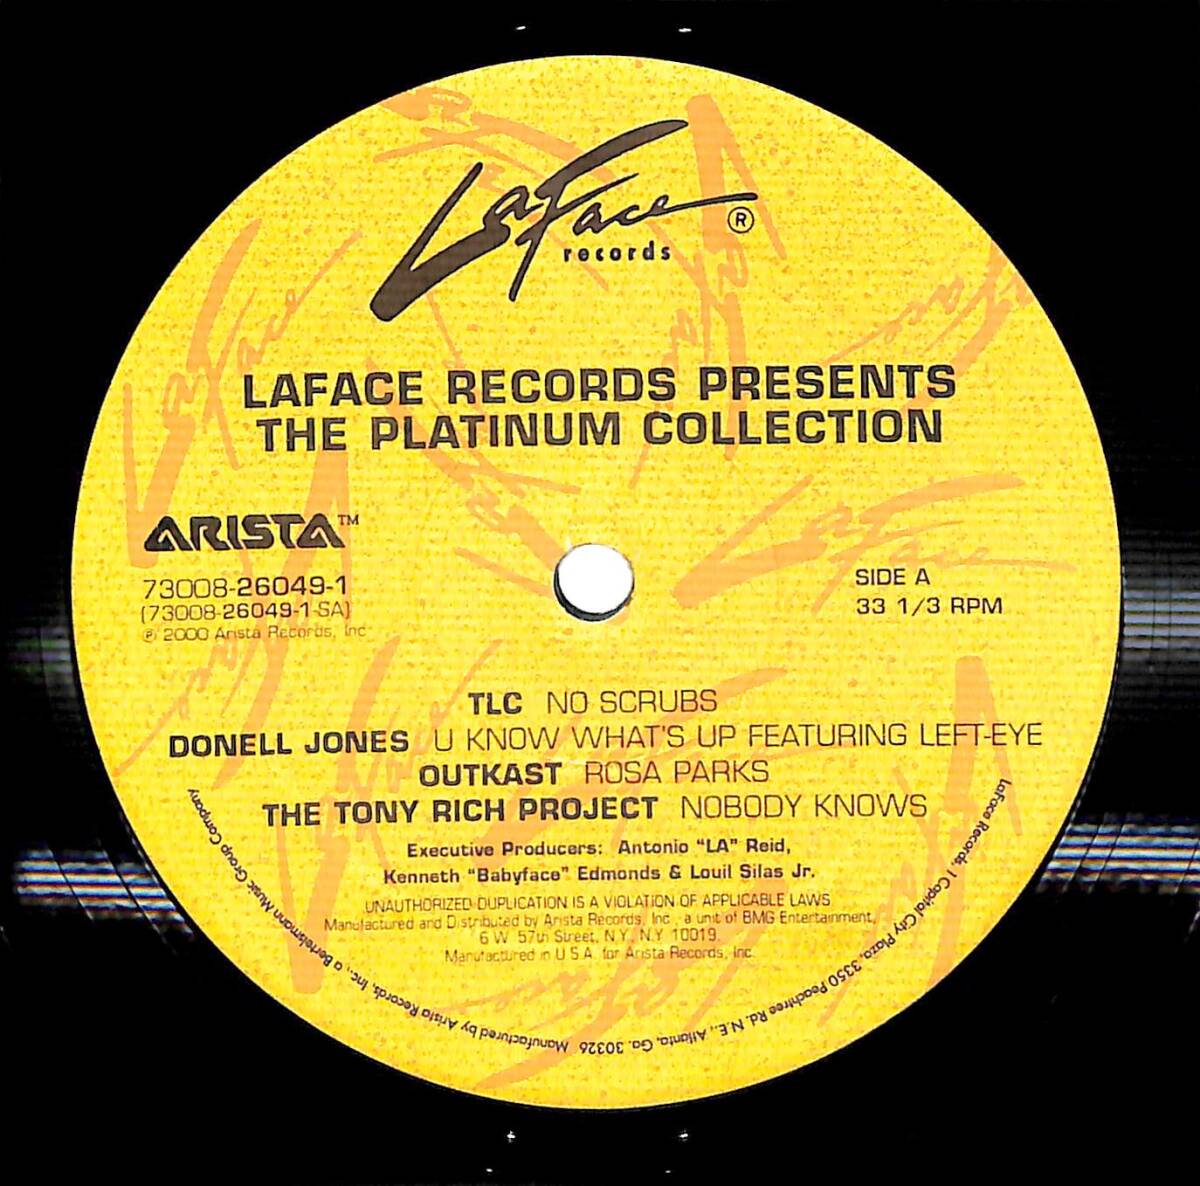 LaFace
records ®
LAFACE RECORDS PRESENTS
THE PLATINUM COLLECTION
ARISTA™
73008-26049-1
(73008-26049-1-SA)
℗ 2000 Arista Records, Inc
SIDE A
33 1/3 RPM
TLC NO SCRUBS
DONELL JONES U KNOW WHAT'S UP FEATURING LEFT-EYE
OUTKAST ROSA PARKS
THE TONY RICH PROJECT NOBODY KNOWS
Executive Producers: Antonio "LA" Reid,
Kenneth "Babyface" Edmonds & Louil Silas Jr.
UNAUTHORIZED DUPLICATION IS A VIOLATION OF APPLICABLE LAWS
Manufactured and Distributed by Arista Records, Inc., a unit of BMG Entertainment,
6 W. 57th Street, N.Y., N.Y. 10019.
Manufactured in U.S.A. for Arista Records, Inc.
LaFace Records, 1 Capital City Plaza, 3350 Peachtree Rd. N.E., Atlanta, Ga. 30326 Manufactured by Arista Records, Inc., a Bertelsmann Music Group Company